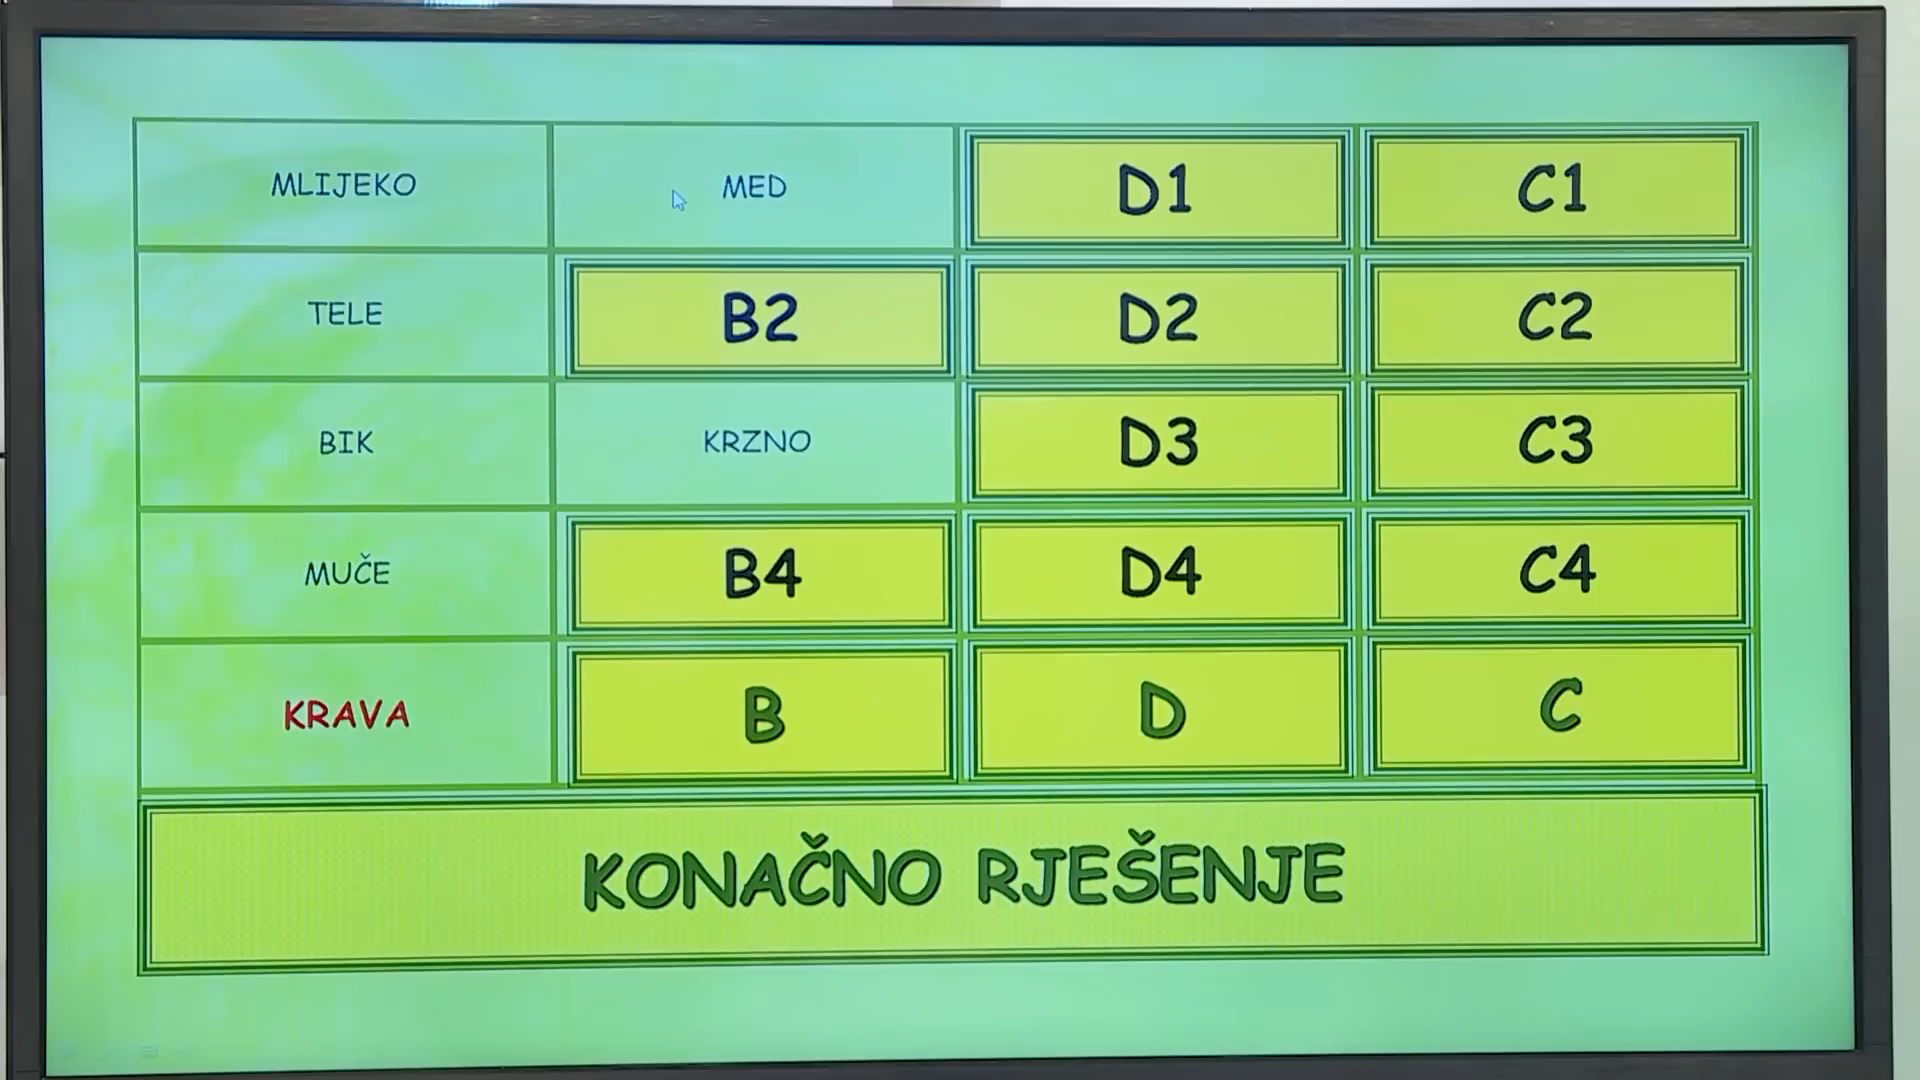 MLIJEKO MED D1 C1
TELE B2 D2 C2
BIK KRZNO D3 C3
MUČE B4 D4 C4
KRAVA B D C
KONAČNO RJEŠENJE